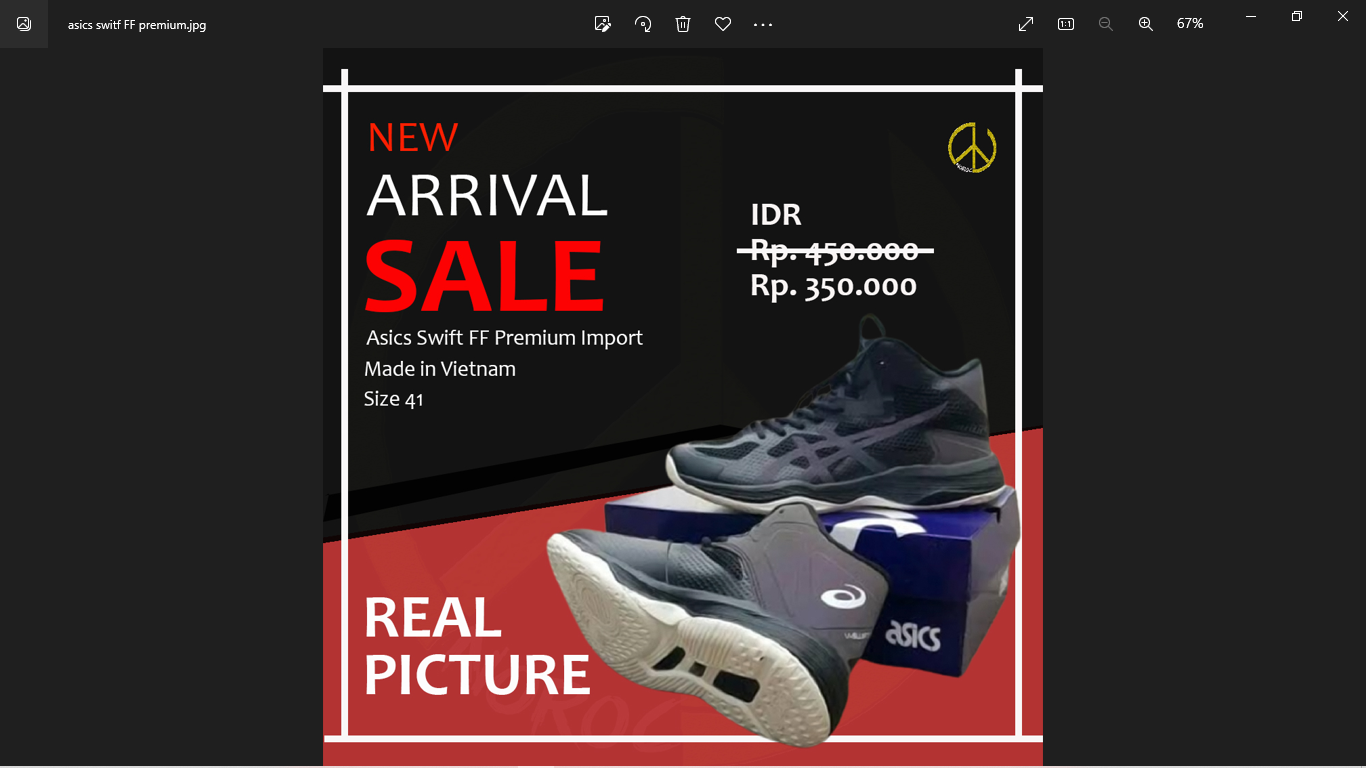 asics switf FF premium.jpg
67%
NEW
ARRIVAL
SALE
IDR
Rp. 450.000
Rp. 350.000
Asics Swift FF Premium Import
Made in Vietnam
Size 41
asics
REAL
PICTURE